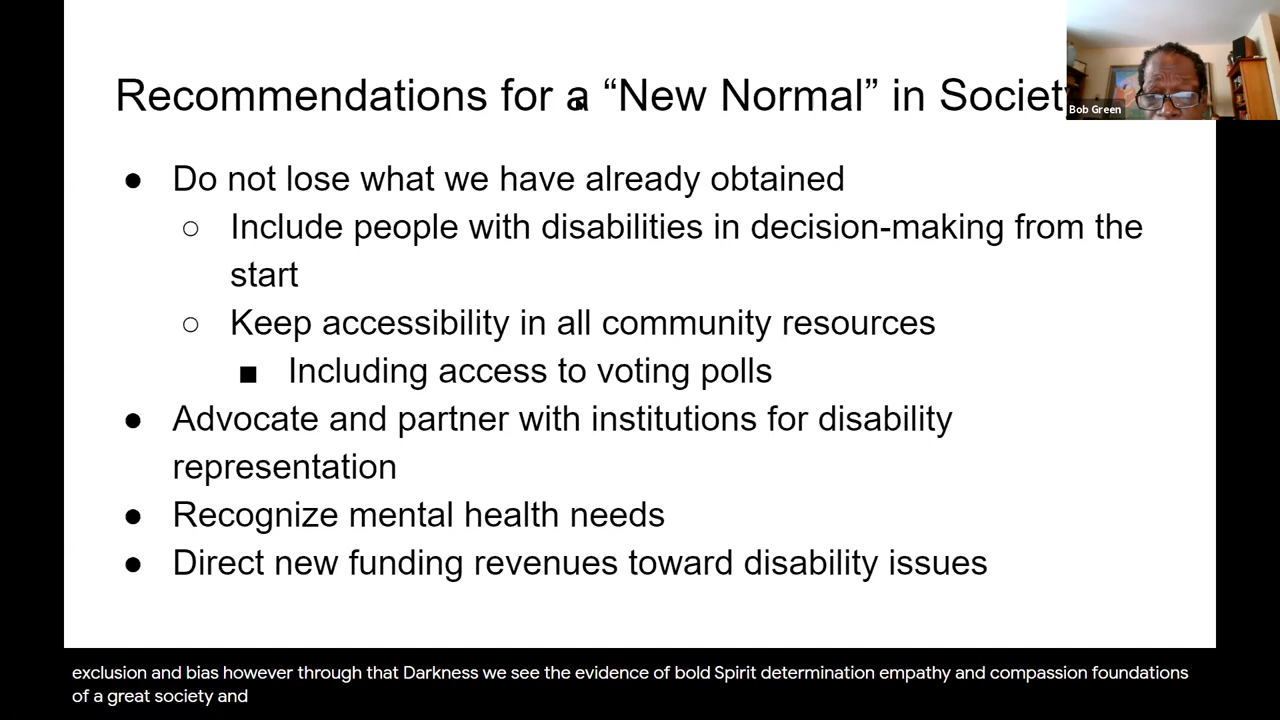 Recommendations for a “New Normal” in Society
Bob Green
● Do not lose what we have already obtained
○ Include people with disabilities in decision-making from the
start
○ Keep accessibility in all community resources
■ Including access to voting polls
● Advocate and partner with institutions for disability
representation
● Recognize mental health needs
● Direct new funding revenues toward disability issues
exclusion and bias however through that Darkness we see the evidence of bold Spirit determination empathy and compassion foundations
of a great society and